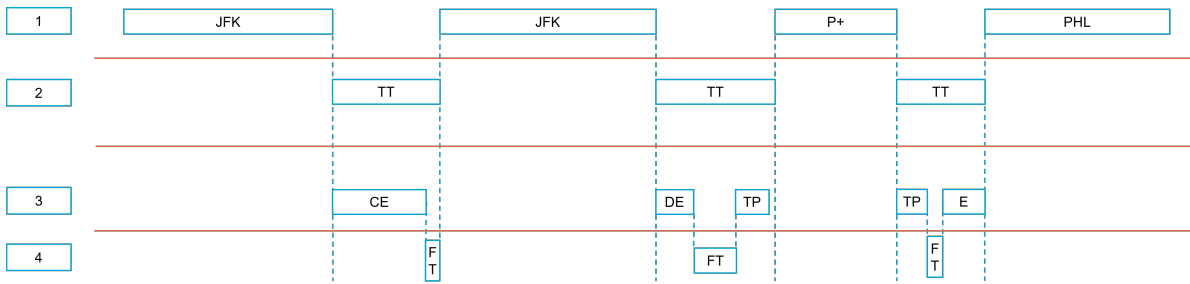 1 JFK JFK P+ PHL
2 TT TT TT
3 CE DE TP TP E
4 F
T FT F
T